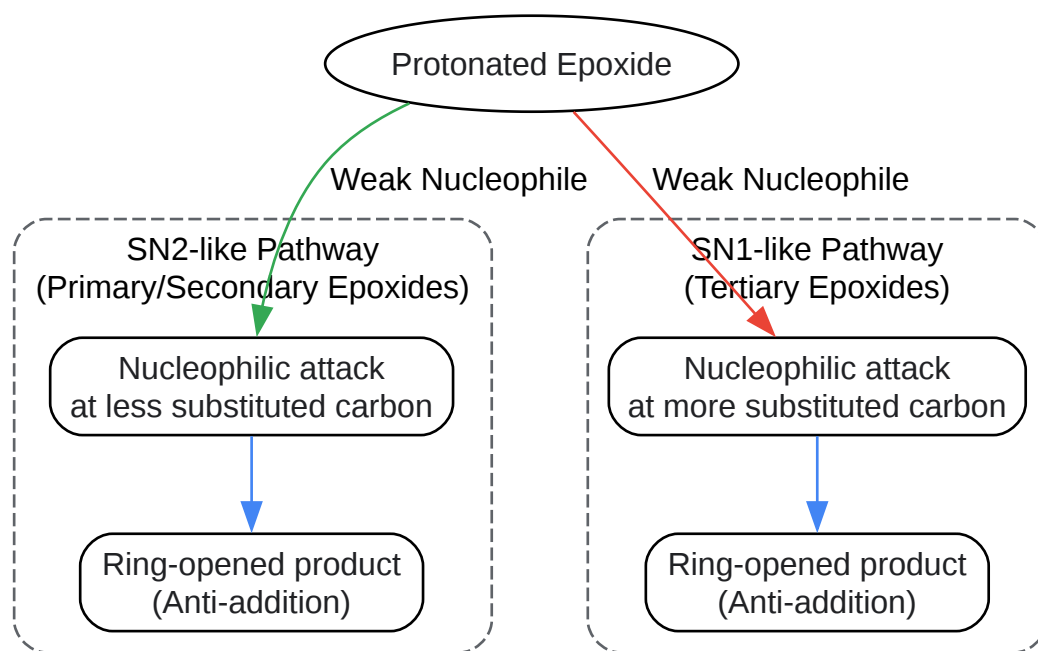 Protonated Epoxide
Weak Nucleophile
Weak Nucleophile
SN2-like Pathway
(Primary/Secondary Epoxides)
Nucleophilic attack
at less substituted carbon
Ring-opened product
(Anti-addition)
SN1-like Pathway
(Tertiary Epoxides)
Nucleophilic attack
at more substituted carbon
Ring-opened product
(Anti-addition)